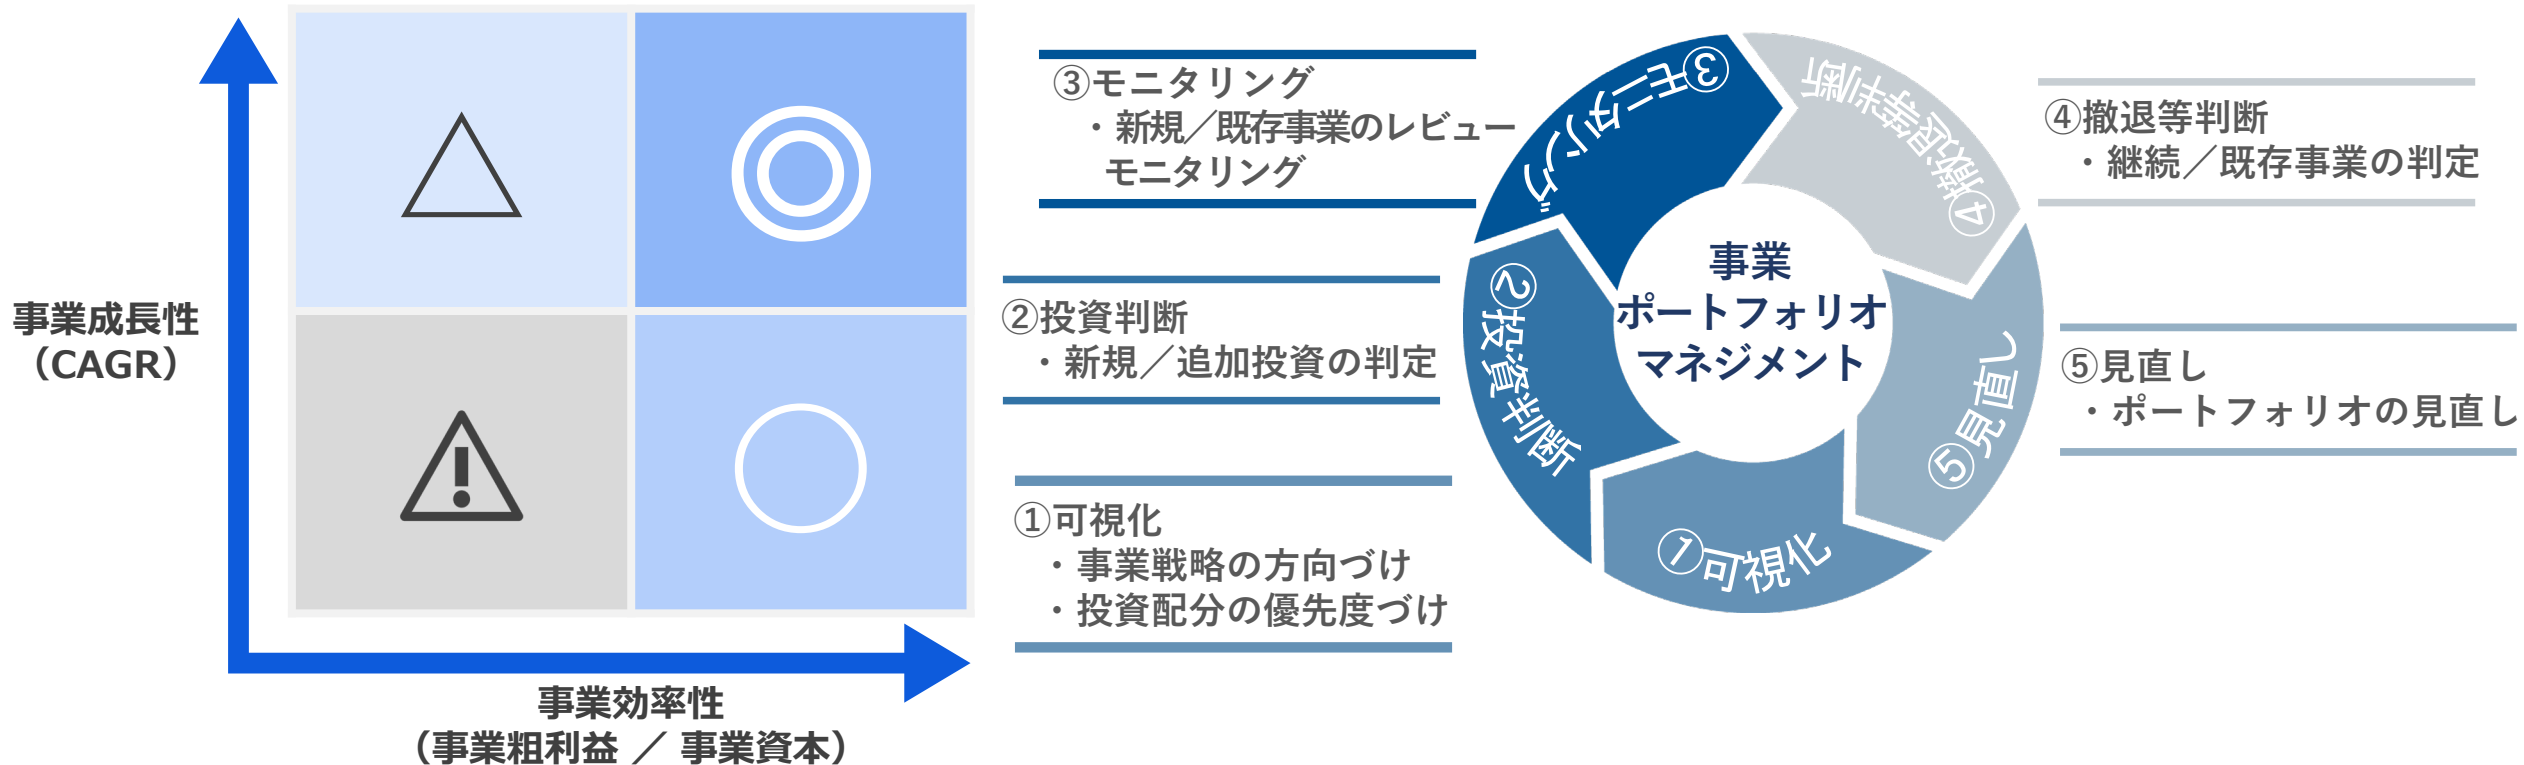 事業成長性
（CAGR）
事業効率性
（事業粗利益 ／ 事業資本）
③モニタリング
・新規／既存事業のレビュー
モニタリング
②投資判断
・新規／追加投資の判定
①可視化
・事業戦略の方向づけ
・投資配分の優先度づけ
事業
ポートフォリオ
マネジメント
①可視化
②投資判断
③モニタリング
④撤退等判断
⑤見直し
④撤退等判断
・継続／既存事業の判定
⑤見直し
・ポートフォリオの見直し